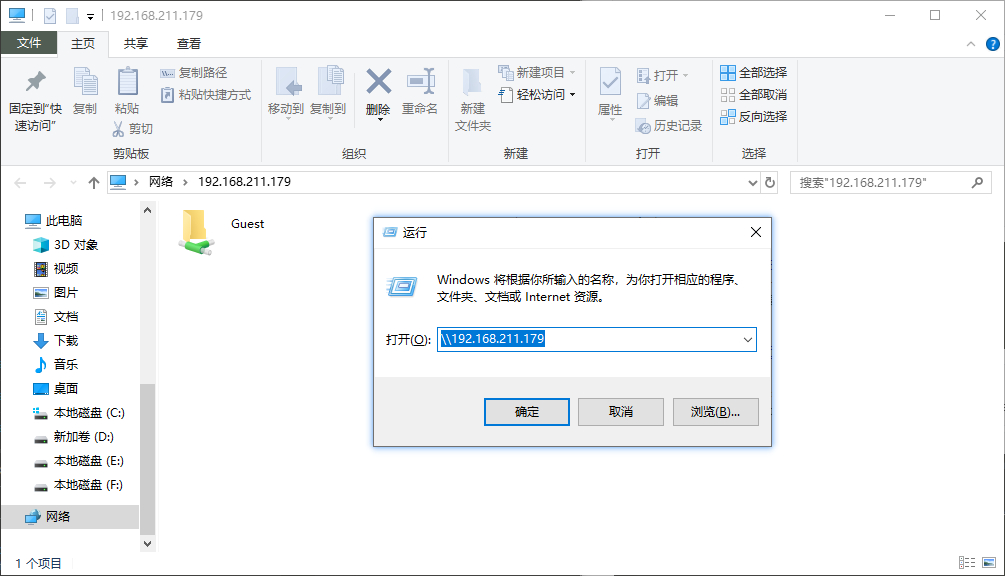 192.168.211.179
文件
主页
共享
查看
固定到"快
速访问"
复制
粘贴
复制路径
粘贴快捷方式
剪切
剪贴板
移动到
复制到
删除
重命名
组织
新建
文件夹
新建项目
轻松访问
新建
属性
打开
编辑
历史记录
打开
全部选择
全部取消
反向选择
选择
网络
192.168.211.179
搜索"192.168.211.179"
此电脑
3D 对象
视频
图片
文档
下载
音乐
桌面
本地磁盘 (C:)
新加卷 (D:)
本地磁盘 (E:)
本地磁盘 (F:)
网络
Guest
运行
Windows 将根据你所输入的名称，为你打开相应的程序、
文件夹、文档或 Internet 资源。
打开(O):
\\192.168.211.179
确定
取消
浏览(B)...
1 个项目